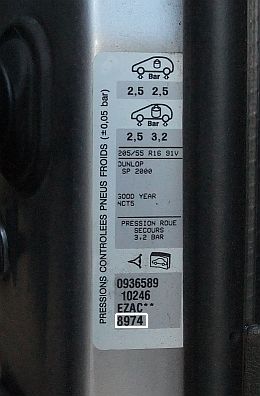 PRESSIONS CONTROLEES PNEUS FROIDS (±0,05 bar)
Bar
2,5 2,5
Bar
2,5 3,2
205/55 R16 91V
DUNLOP
SP 2000
GOOD YEAR
NCT5
PRESSION ROUE
SECOURS
3.2 BAR
0936589
10246
EZAC**
8974